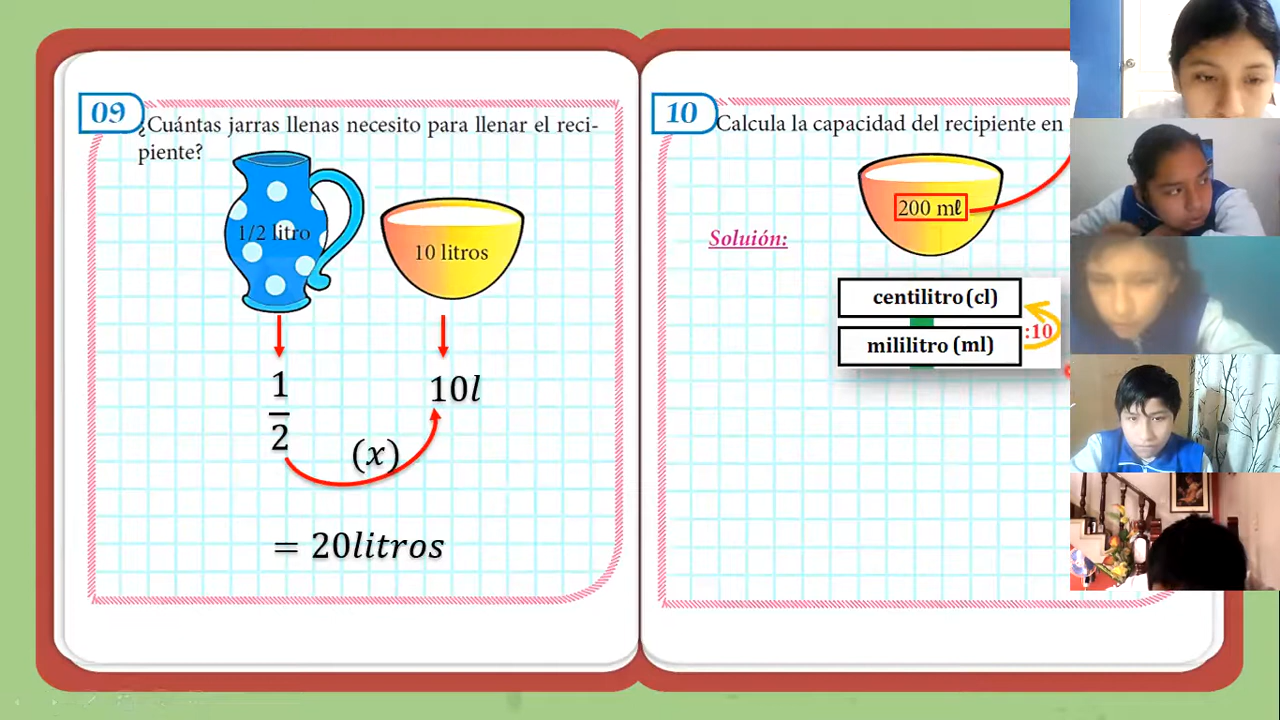 09
¿Cuántas jarras llenas necesito para llenar el reci-
piente?
1/2 litro
10 litros
1
2
10l
(x)
= 20litros
10
Calcula la capacidad del recipiente en
200 mℓ
Soluión:
centilitro (cl)
:10
mililitro (ml)